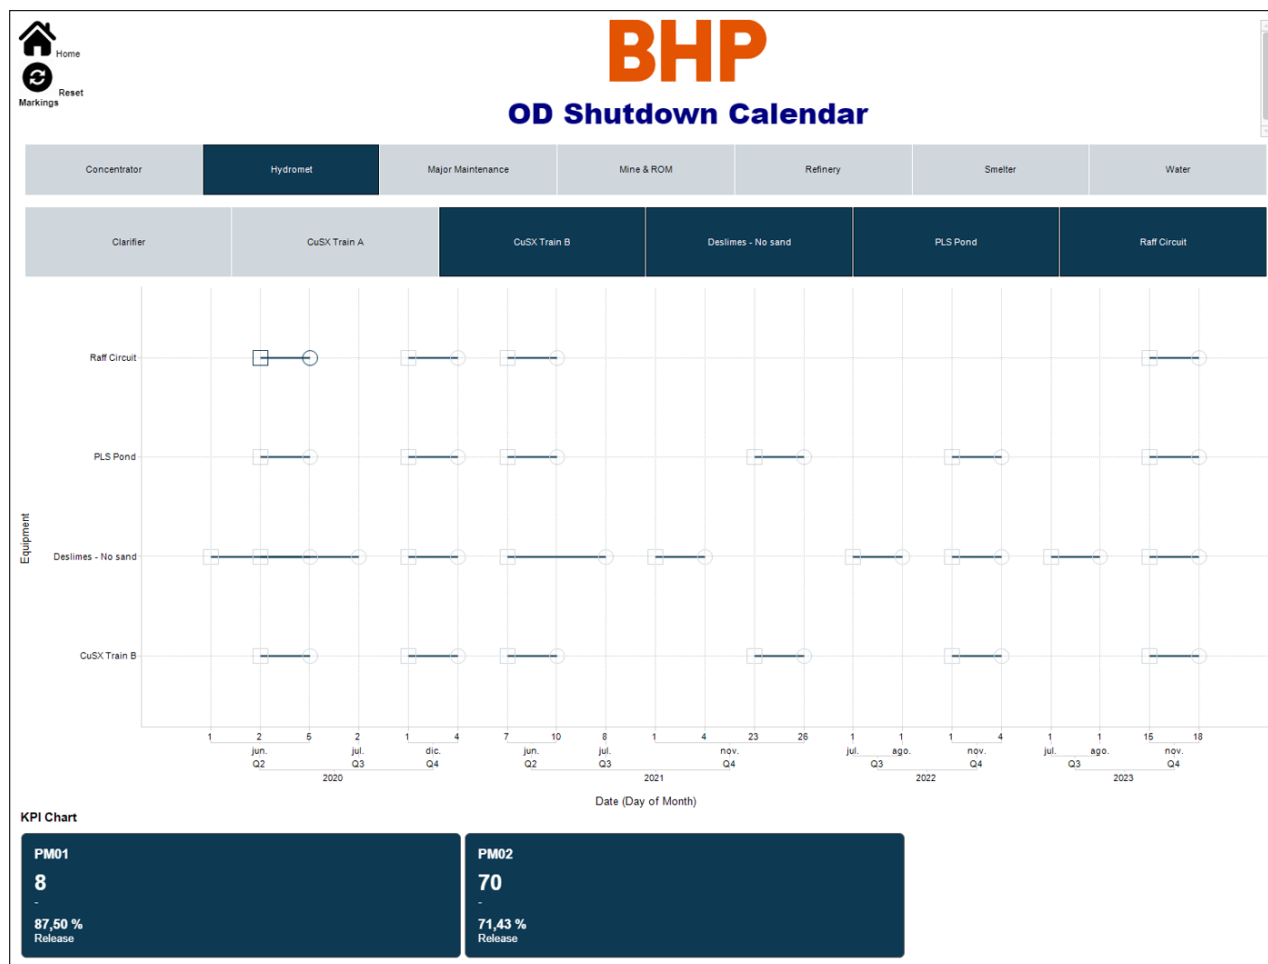 Home
Reset
Markings
BHP
OD Shutdown Calendar
Concentrator Hydromet Major Maintenance Mine & ROM Refinery Smelter Water
Clarifier CuSX Train A CuSX Train B Deslimes - No sand PLS Pond Raff Circuit
Equipment
Raff Circuit
PLS Pond
Deslimes - No sand
CuSX Train B
1 2 5 2 1 4 7 10 8 1 4 23 26 1 1 1 4 1 1 15 18
jun. jul. dic. jun. jul. nov. jul. ago. nov. jul. ago. nov.
Q2 Q3 Q4 Q2 Q3 Q4 Q3 Q4 Q3 Q4
2020 2021 2022 2023
Date (Day of Month)
KPI Chart
PM01
8
-
87,50 %
Release
PM02
70
-
71,43 %
Release